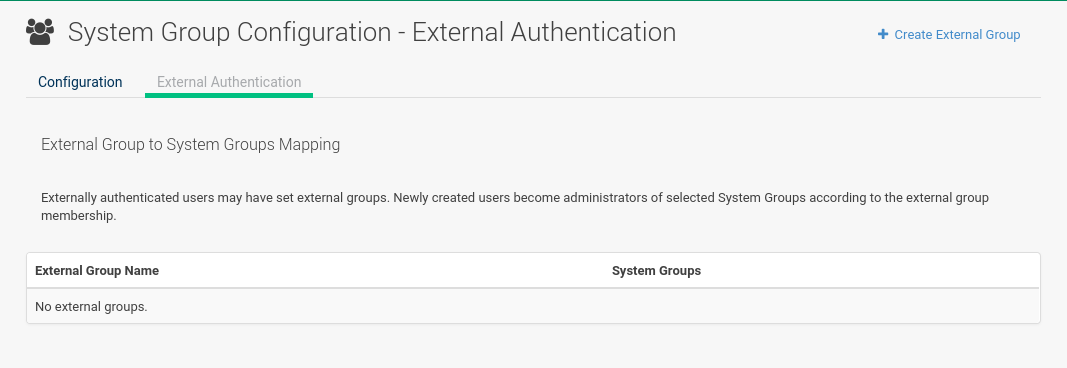 System Group Configuration - External Authentication
Create External Group
Configuration
External Authentication
External Group to System Groups Mapping
Externally authenticated users may have set external groups. Newly created users become administrators of selected System Groups according to the external group
membership.
External Group Name
System Groups
No external groups.